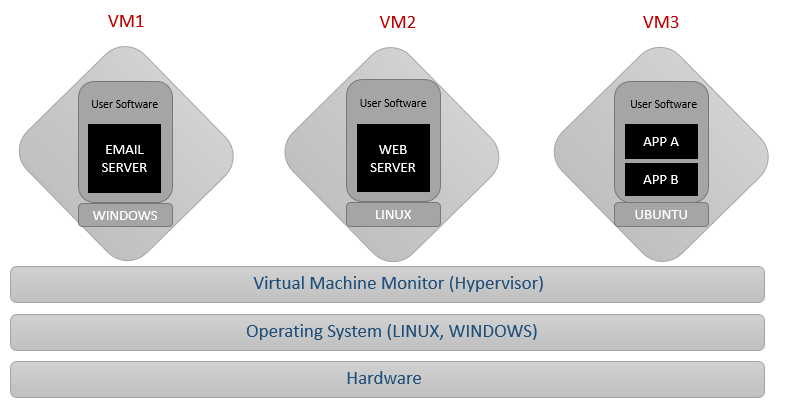 VM1
VM2
VM3
User Software
EMAIL
SERVER
WINDOWS
User Software
WEB
SERVER
LINUX
User Software
APP A
APP B
UBUNTU
Virtual Machine Monitor (Hypervisor)
Operating System (LINUX, WINDOWS)
Hardware